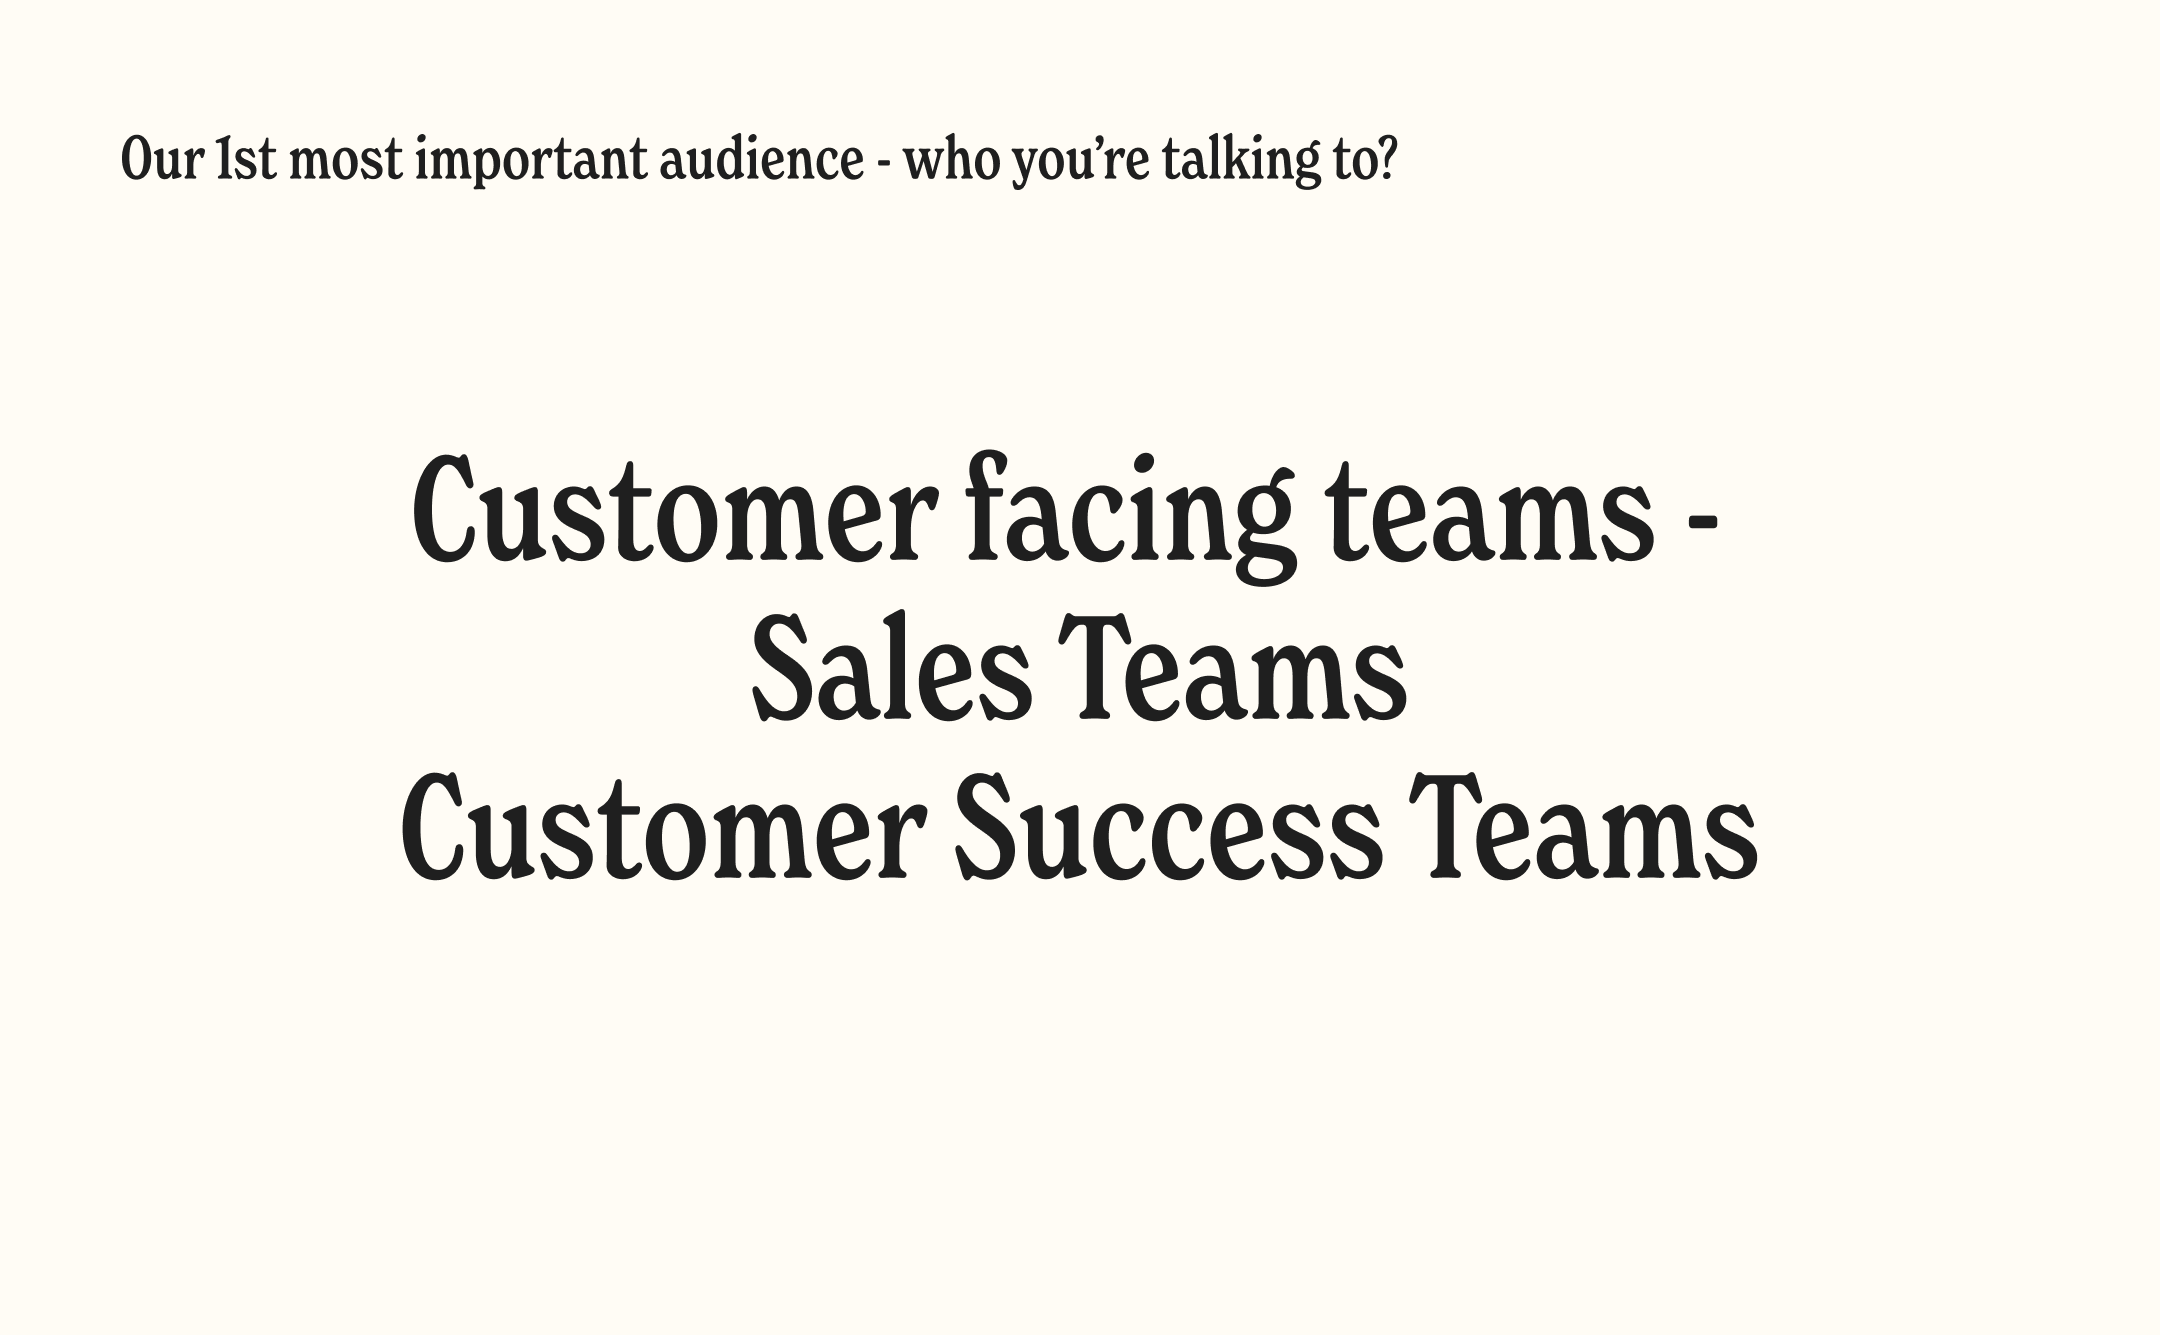 Our 1st most important audience - who you’re talking to?
Customer facing teams -
Sales Teams
Customer Success Teams